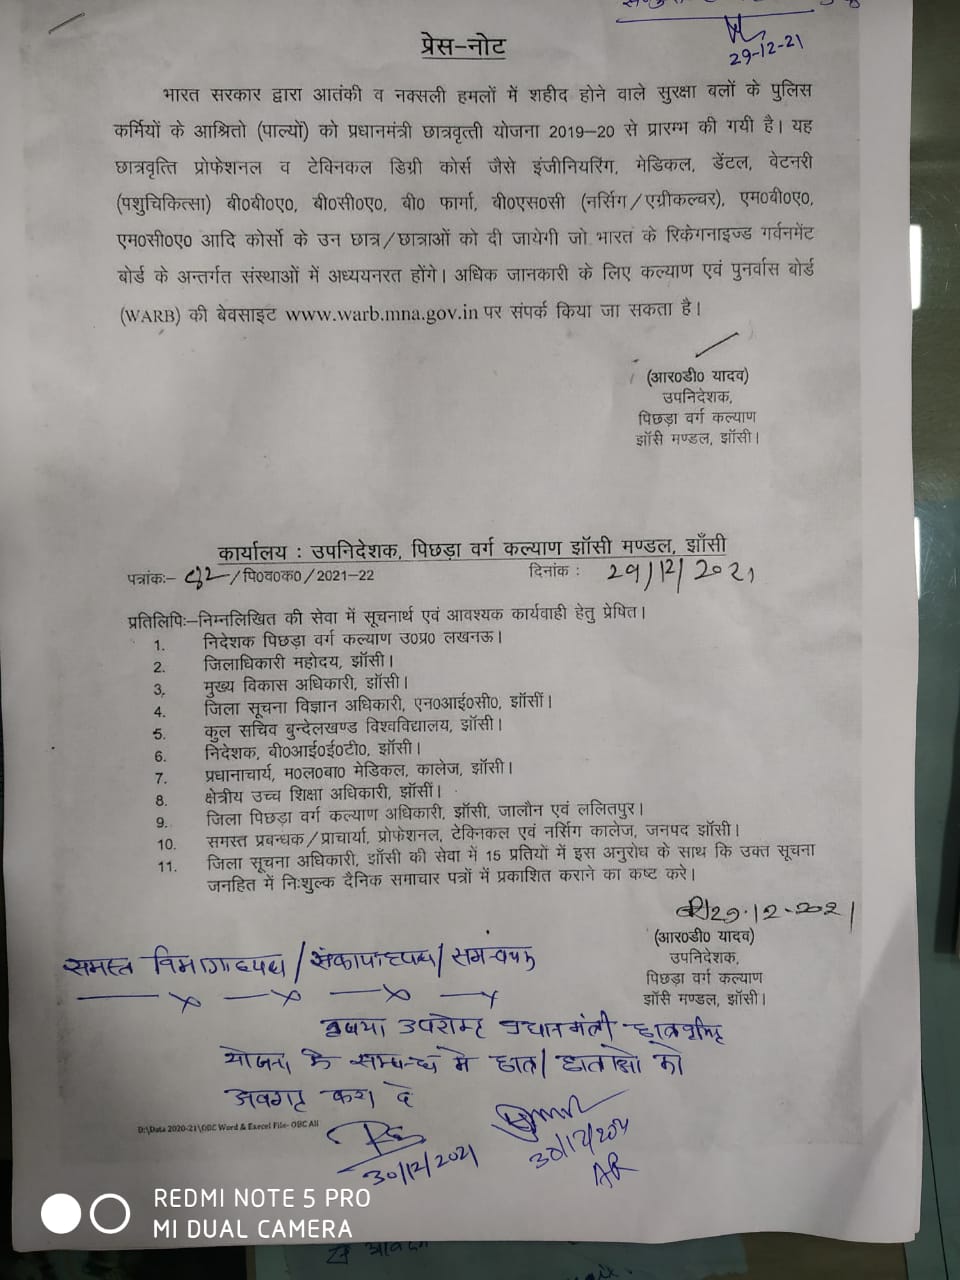 29-12-21
प्रेस-नोट
भारत सरकार द्वारा आतंकी व नक्सली हमलों में शहीद होने वाले सुरक्षा बलों के पुलिस
कर्मियों के आश्रितो (पाल्यों) को प्रधानमंत्री छात्रवृत्ती योजना 2019-20 से प्रारम्भ की गयी है। यह
छात्रवृत्ति प्रोफेशनल व टेक्निकल डिग्री कोर्स जैसे इंजीनियरिंग, मेडिकल, डेंटल, वेटनरी
(पशुचिकित्सा) बी0बी0ए0, बी0सी0ए0, बी0 फार्मा, बी0एस0सी (नर्सिग/एग्रीकल्चर), एम0बी0ए0,
एम0सी0ए0 आदि कोर्सो के उन छात्र/छात्राओं को दी जायेगी जो भारत के रिकेगनाइज्ड गर्वनमेंट
बोर्ड के अन्तर्गत संस्थाओं में अध्ययनरत होंगे। अधिक जानकारी के लिए कल्याण एवं पुनर्वास बोर्ड
(WARB) की बेवसाइट www.warb.mna.gov.in पर संपर्क किया जा सकता है।
(आर0डी0 यादव)
उपनिदेशक,
पिछड़ा वर्ग कल्याण
झॉसी मण्डल, झॉसी।
कार्यालय : उपनिदेशक, पिछड़ा वर्ग कल्याण झॉसी मण्डल, झाँसी
पत्रांकः- /पि0व0क0/2021-22 दिनांक : 29/12/2021
प्रतिलिपिः-निम्नलिखित की सेवा में सूचनार्थ एवं आवश्यक कार्यवाही हेतु प्रेषित।
1. निदेशक पिछड़ा वर्ग कल्याण उ0प्र0 लखनऊ।
2. जिलाधिकारी महोदय, झॉसी।
3. मुख्य विकास अधिकारी, झॉसी।
4. जिला सूचना विज्ञान अधिकारी, एन0आई0सी0, झॉसीं।
5. कुल सचिव बुन्देलखण्ड विश्वविद्यालय, झॉसी।
6. निदेशक, बी0आई0ई0टी0, झॉसी।
7. प्रधानाचार्य, म0ल0बा0 मेडिकल, कालेज, झॉसी।
8. क्षेत्रीय उच्च शिक्षा अधिकारी, झॉसीं।
9. जिला पिछड़ा वर्ग कल्याण अधिकारी, झॉसी, जालौन एवं ललितपुर।
10. समस्त प्रबन्धक/प्राचार्या, प्रोफेशनल, टेक्निकल एवं नर्सिग कालेज, जनपद झॉसी।
11. जिला सूचना अधिकारी, झाँसी की सेवा में 15 प्रतियों में इस अनुरोध के साथ कि उक्त सूचना
जनहित में निःशुल्क दैनिक समाचार पत्रों में प्रकाशित कराने का कष्ट करे।
29.12.2021
(आर0डी0 यादव)
उपनिदेशक,
पिछड़ा वर्ग कल्याण
झॉसी मण्डल, झॉसी।
समस्त विभागाध्यक्ष/संकायाध्यक्ष/समन्वयक
कृपया उपरोक्त प्रधानमंत्री छात्रवृत्ति
योजना के सम्बन्ध मे छात्र/छात्राओ को
अवगत करा दे
D:\Data 2020-21\OBC Word & Execel File- OBC All
30/12/2021
30/12/2021
AR
REDMI NOTE 5 PRO
MI DUAL CAMERA